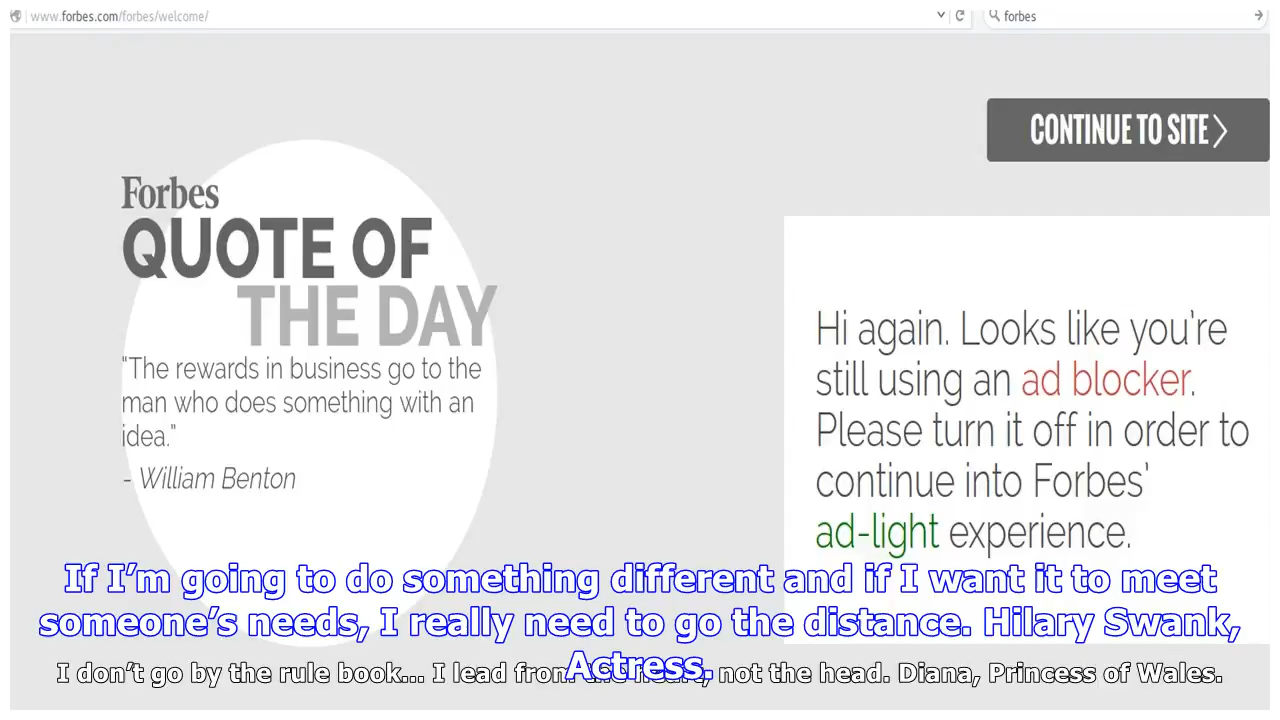 www.forbes.com/forbes/welcome/
forbes
CONTINUE TO SITE
Forbes
QUOTE OF
THE DAY
"The rewards in business go to the
man who does something with an
idea."
- William Benton
Hi again. Looks like you're
still using an ad blocker.
Please turn it off in order to
continue into Forbes'
ad-light experience.
If I’m going to do something different and if I want it to meet
someone’s needs, I really need to go the distance. Hilary Swank,
Actress.
I don’t go by the rule book... I lead from the heart, not the head. Diana, Princess of Wales.